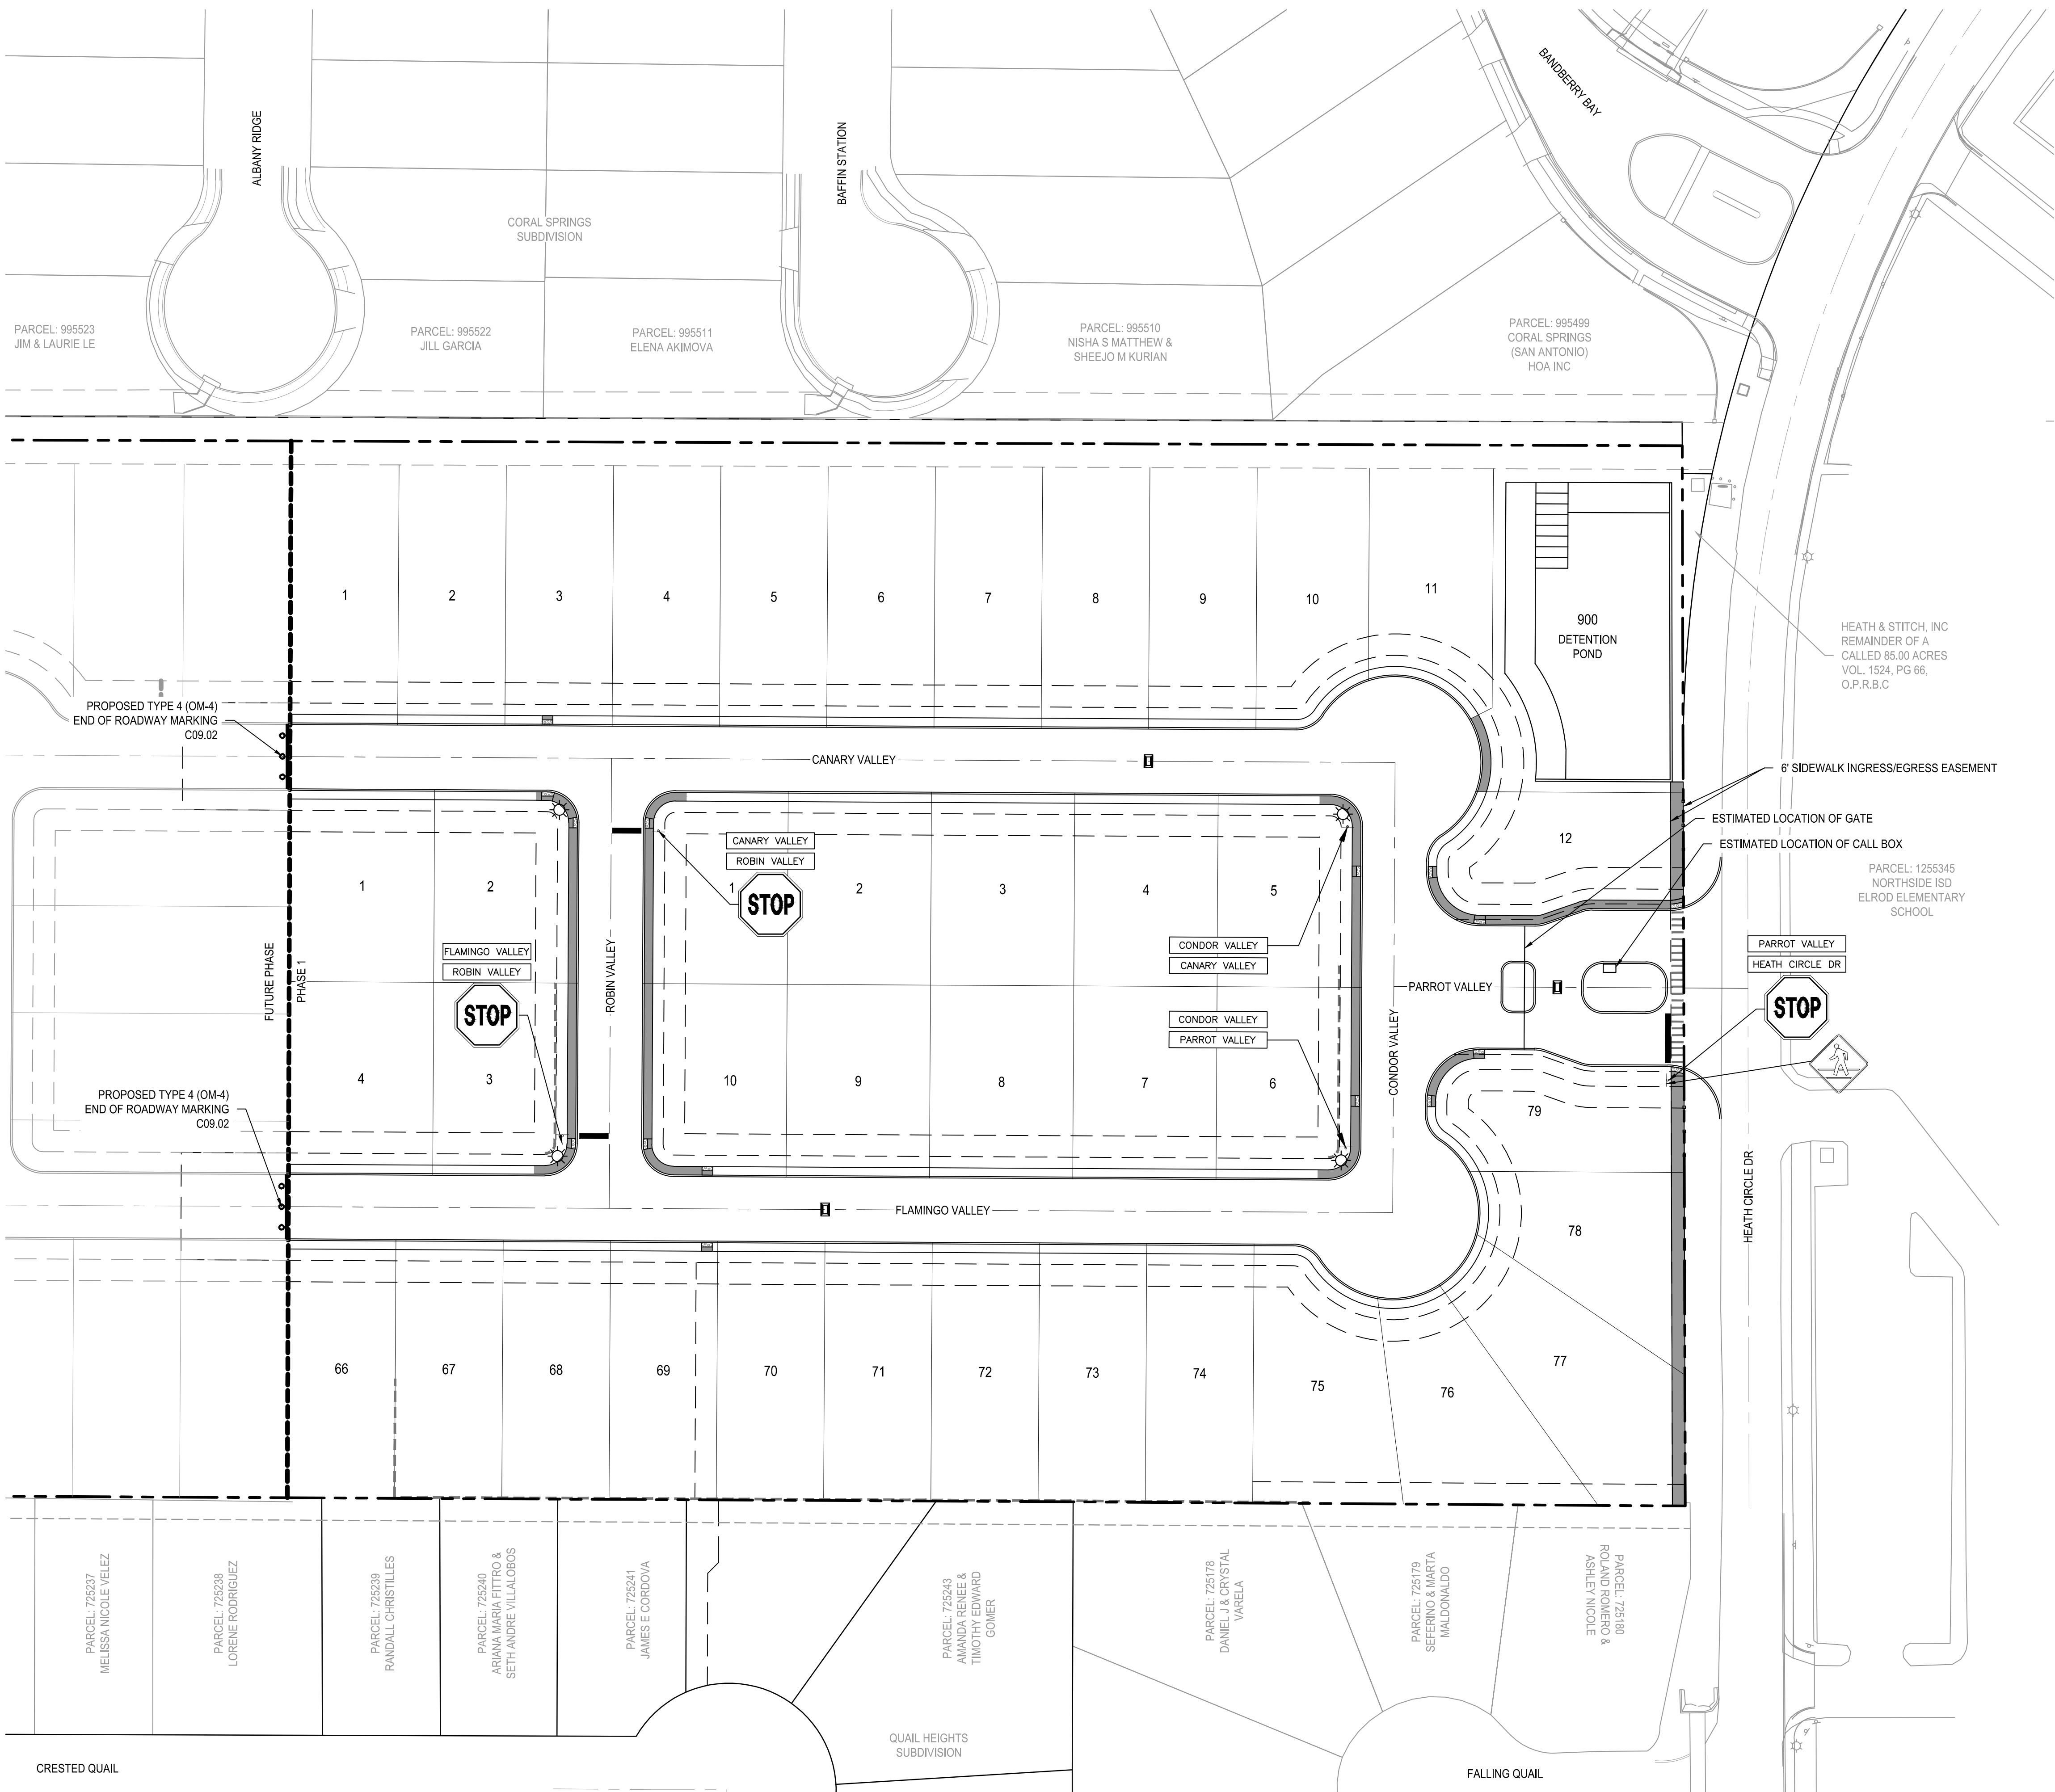 BANDBERRY BAY
ALBANY RIDGE
BAFFIN STATION
CORAL SPRINGS
SUBDIVISION
PARCEL: 995523
JIM & LAURIE LE
PARCEL: 995522
JILL GARCIA
PARCEL: 995511
ELENA AKIMOVA
PARCEL: 995510
NISHA S MATTHEW &
SHEEJO M KURIAN
PARCEL: 995499
CORAL SPRINGS
(SAN ANTONIO)
HOA INC
1
2
3
4
5
6
7
8
9
10
11
900
DETENTION
POND
HEATH & STITCH, INC
REMAINDER OF A
CALLED 85.00 ACRES
VOL. 1524, PG 66,
O.P.R.B.C
PROPOSED TYPE 4 (OM-4)
END OF ROADWAY MARKING
C09.02
CANARY VALLEY
6' SIDEWALK INGRESS/EGRESS EASEMENT
ESTIMATED LOCATION OF GATE
ESTIMATED LOCATION OF CALL BOX
12
PARCEL: 1255345
NORTHSIDE ISD
ELROD ELEMENTARY
SCHOOL
CANARY VALLEY
ROBIN VALLEY
STOP
1
2
1
2
3
4
5
FLAMINGO VALLEY
ROBIN VALLEY
STOP
CONDOR VALLEY
CANARY VALLEY
PARROT VALLEY
HEATH CIRCLE DR
STOP
FUTURE PHASE
PHASE 1
ROBIN VALLEY
PARROT VALLEY
CONDOR VALLEY
PARROT VALLEY
CONDOR VALLEY
4
3
10
9
8
7
6
79
PROPOSED TYPE 4 (OM-4)
END OF ROADWAY MARKING
C09.02
FLAMINGO VALLEY
HEATH CIRCLE DR
78
66
67
68
69
70
71
72
73
74
75
76
77
PARCEL: 725237
MELISSA NICOLE VELEZ
PARCEL: 725238
LORENE RODRIGUEZ
PARCEL: 725239
RANDALL CHRISTILLES
PARCEL: 725240
ARIANA MARIA FITTRO &
SETH ANDRE VILLALOBOS
PARCEL: 725241
JAMES E CORDOVA
PARCEL: 725243
AMANDA RENEE &
TIMOTHY EDWARD
GOMER
PARCEL: 725178
DANIEL J & CRYSTAL
VARELA
PARCEL: 725179
SEFERINO & MARTA
MALDONALDO
PARCEL: 725180
ROLAND ROMERO &
ASHLEY NICOLE
QUAIL HEIGHTS
SUBDIVISION
CRESTED QUAIL
FALLING QUAIL